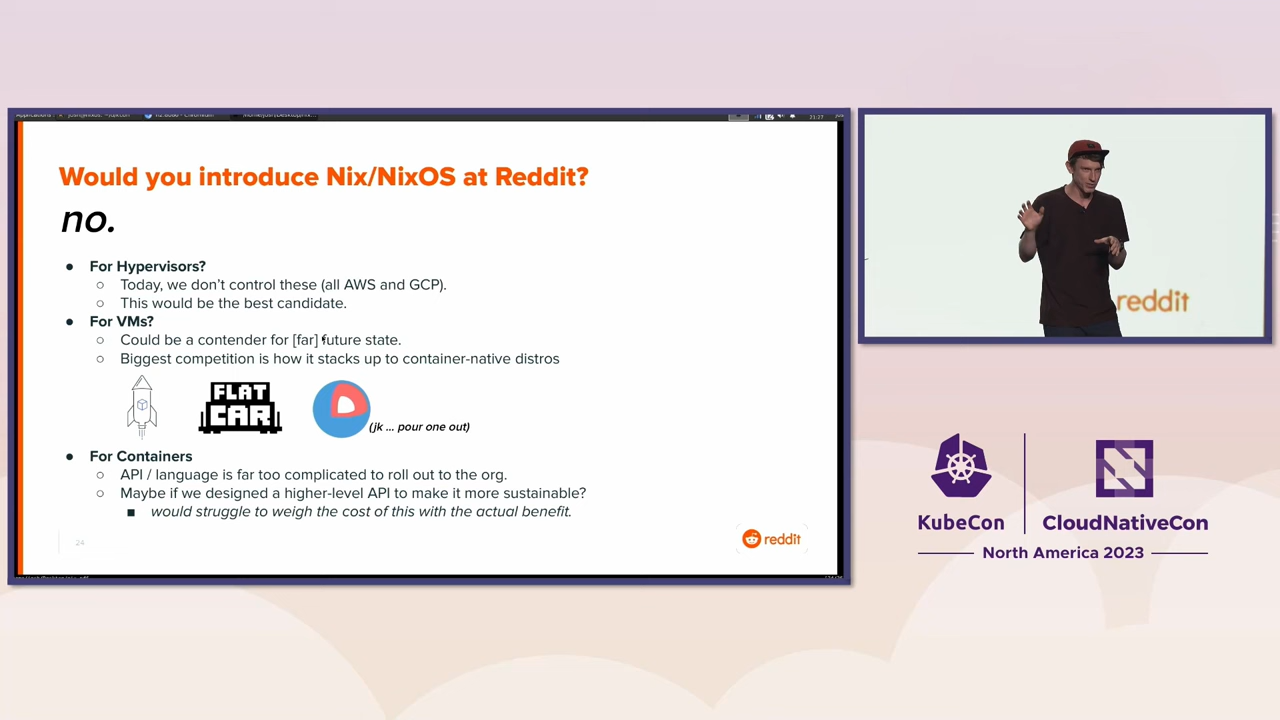 Would you introduce Nix/NixOS at Reddit?
no.
● For Hypervisors?
○ Today, we don't control these (all AWS and GCP).
○ This would be the best candidate.
● For VMs?
○ Could be a contender for [far] future state.
○ Biggest competition is how it stacks up to container-native distros
FLAT
CAR
(jk ... pour one out)
● For Containers
○ API / language is far too complicated to roll out to the org.
○ Maybe if we designed a higher-level API to make it more sustainable?
■ would struggle to weigh the cost of this with the actual benefit.
24
reddit
reddit
KubeCon
CloudNativeCon
North America 2023